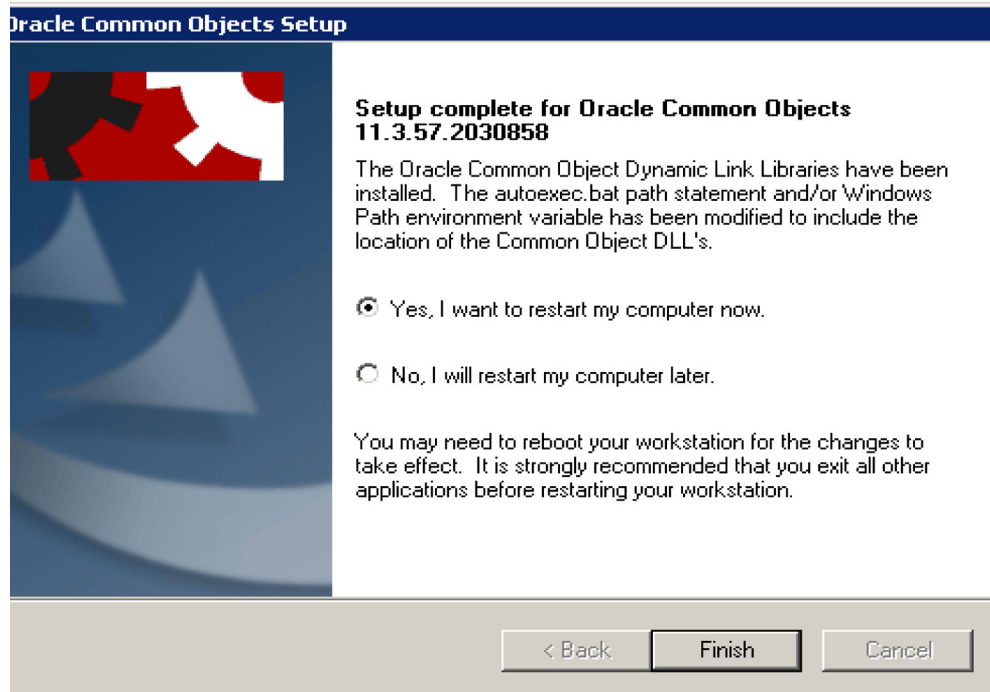 Oracle Common Objects Setup
Setup complete for Oracle Common Objects
11.3.57.2030858
The Oracle Common Object Dynamic Link Libraries have been
installed.  The autoexec.bat path statement and/or Windows
Path environment variable has been modified to include the
location of the Common Object DLL's.
Yes, I want to restart my computer now.
No, I will restart my computer later.
You may need to reboot your workstation for the changes to
take effect.  It is strongly recommended that you exit all other
applications before restarting your workstation.
< Back
Finish
Cancel